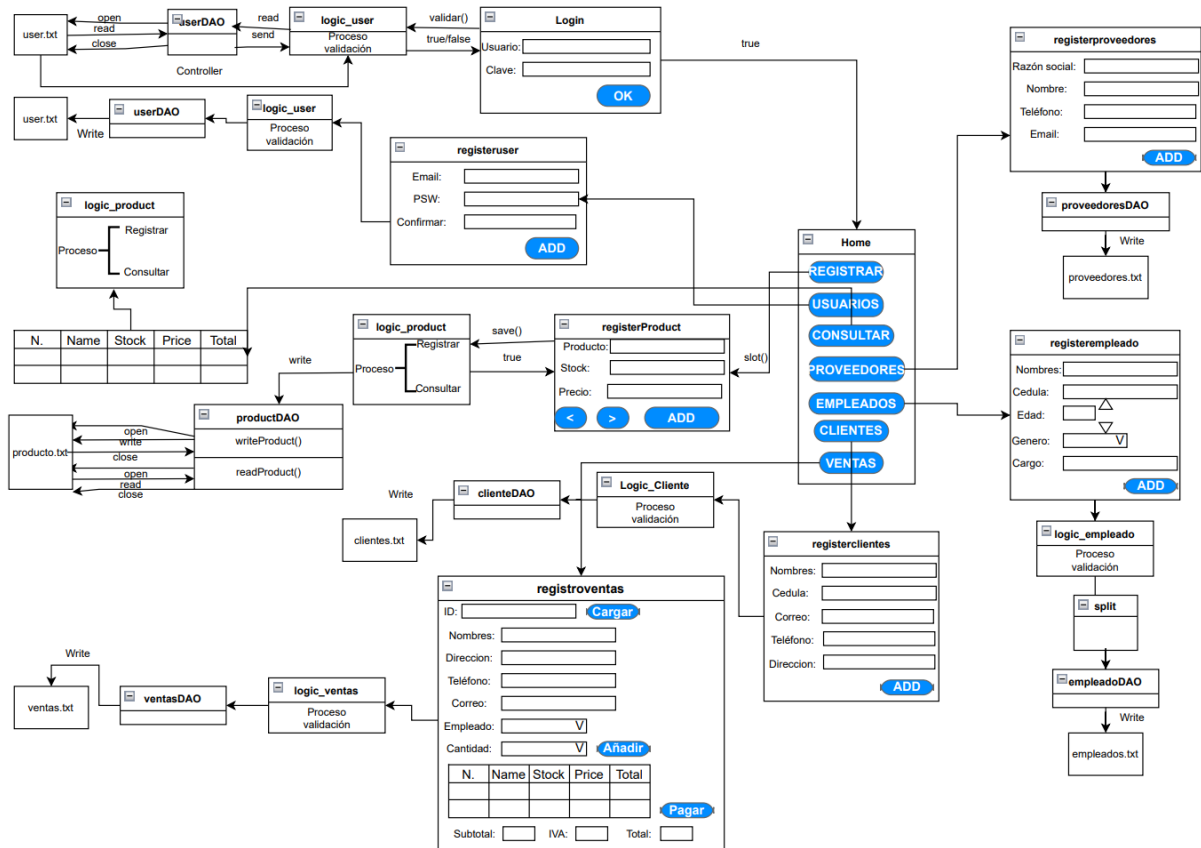 user.txt
open
read
close
userDAO
read
send
logic_user
Proceso
validación
validar()
true/false
Controller
Login
Usuario:
Clave:
OK
true
user.txt
Write
userDAO
logic_user
Proceso
validación
registeruser
Email:
PSW:
Confirmar:
ADD
registerproveedores
Razón social:
Nombre:
Teléfono:
Email:
ADD
proveedoresDAO
Write
proveedores.txt
Home
REGISTRAR
USUARIOS
CONSULTAR
PROVEEDORES
EMPLEADOS
CLIENTES
VENTAS
logic_product
Proceso
Registrar
Consultar
N. Name Stock Price Total
logic_product
Proceso
Registrar
Consultar
save()
true
write
registerProduct
Producto:
Stock:
Precio:
< > ADD
slot()
productDAO
writeProduct()
readProduct()
producto.txt
open
write
close
open
read
close
registerempleado
Nombres:
Cedula:
Edad:
Genero: V
Cargo:
ADD
logic_empleado
Proceso
validación
split
empleadoDAO
Write
empleados.txt
Write
clientes.txt
clienteDAO
Logic_Cliente
Proceso
validación
registerclientes
Nombres:
Cedula:
Correo:
Teléfono:
Direccion:
ADD
registroventas
ID: Cargar
Nombres:
Direccion:
Teléfono:
Correo:
Empleado: V
Cantidad: V Añadir
N. Name Stock Price Total
Pagar
Subtotal: IVA: Total:
Write
ventas.txt
ventasDAO
logic_ventas
Proceso
validación